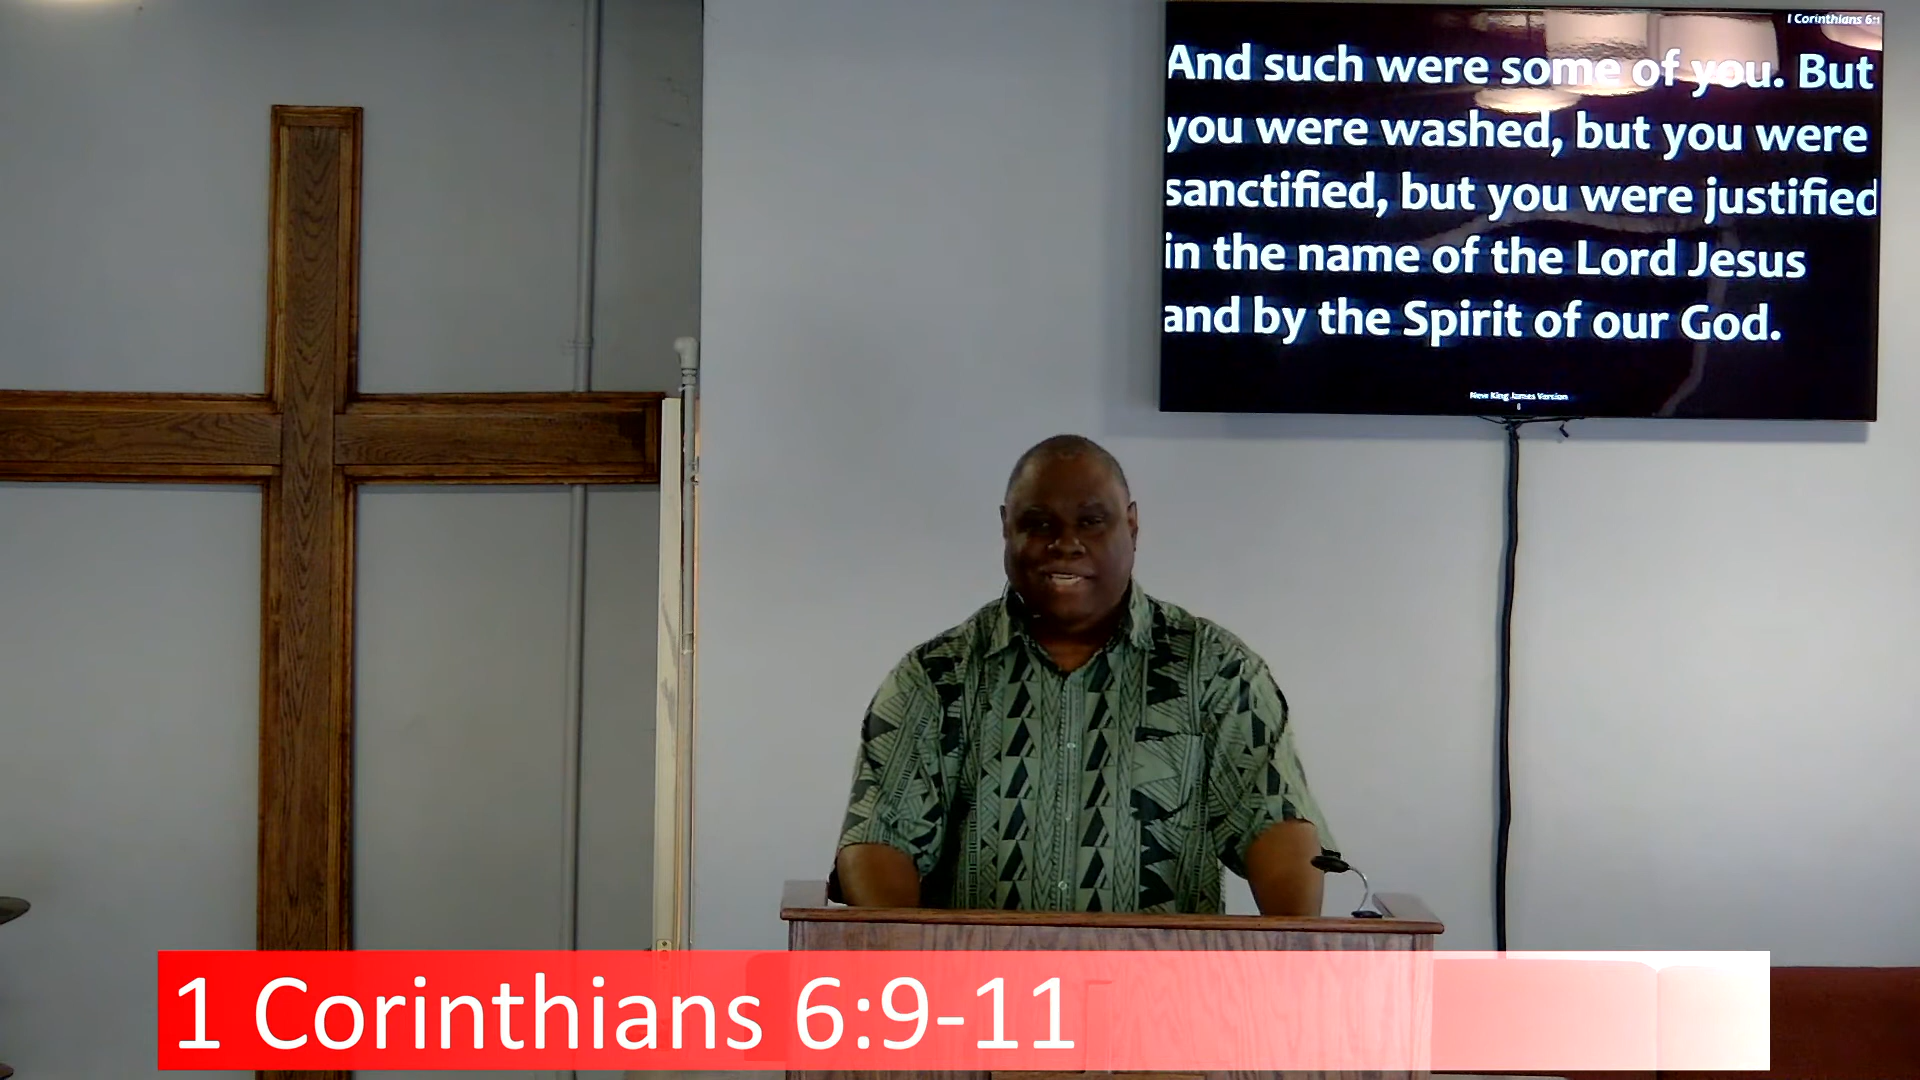 1 Corinthians 6:1
And such were some of you. But
you were washed, but you were
sanctified, but you were justified
in the name of the Lord Jesus
and by the Spirit of our God.
New King James Version
1 Corinthians 6:9-11